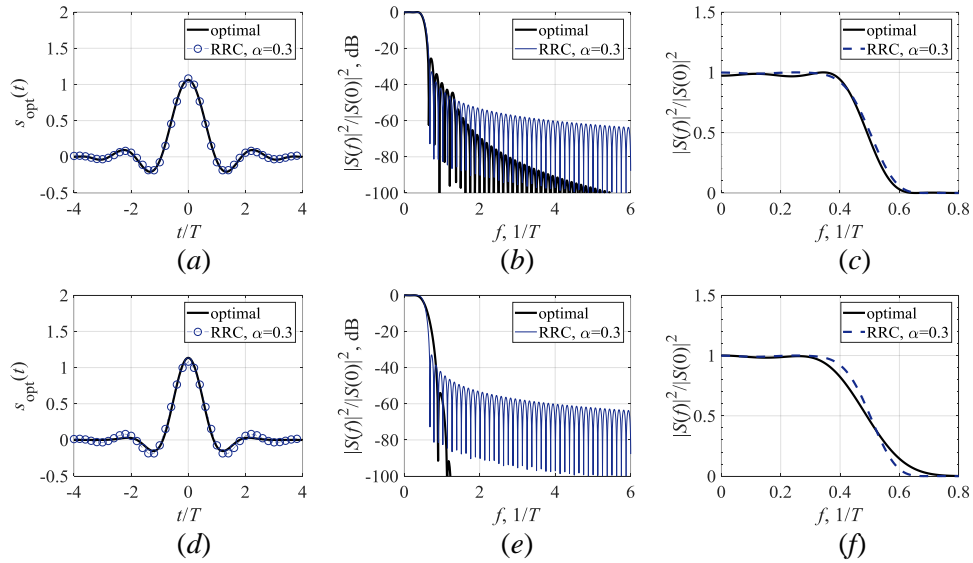 optimal
RRC, α=0.3
s_opt(t)
2
1.5
1
0.5
0
-0.5
-4 -2 0 2 4
t/T
(a)
optimal
RRC, α=0.3
|S(f)|²/|S(0)|², dB
0
-20
-40
-60
-80
-100
0 2 4 6
f, 1/T
(b)
optimal
RRC, α=0.3
|S(f)|²/|S(0)|²
1.5
1
0.5
0
0 0.2 0.4 0.6 0.8
f, 1/T
(c)
optimal
RRC, α=0.3
s_opt(t)
2
1.5
1
0.5
0
-0.5
-4 -2 0 2 4
t/T
(d)
optimal
RRC, α=0.3
|S(f)|²/|S(0)|², dB
0
-20
-40
-60
-80
-100
0 2 4 6
f, 1/T
(e)
optimal
RRC, α=0.3
|S(f)|²/|S(0)|²
1.5
1
0.5
0
0 0.2 0.4 0.6 0.8
f, 1/T
(f)